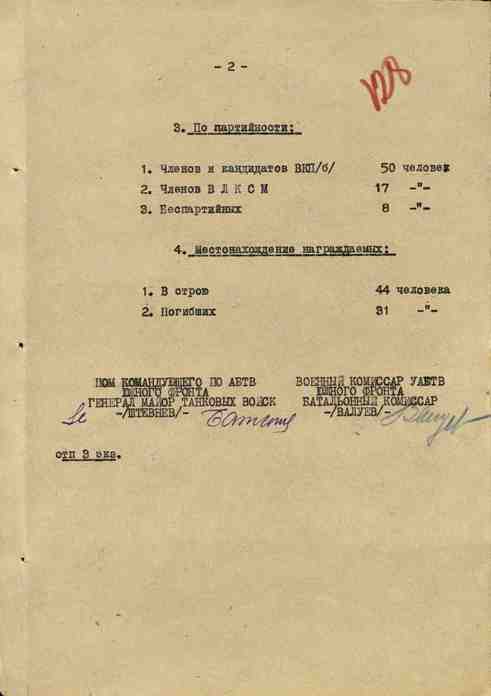 - 2 -
128
3. По партийности:
1. Членов и кандидатов ВКП/б/ 50 человек
2. Членов В Л К С М 17 -"-
3. Беспартийных 8 -"-
4. Местонахождение награждаемых:
1. В строю 44 человека
2. Погибших 31 -"-
ПОМ КОМАНДУЮЩЕГО ПО АБТВ
ЮЖНОГО ФРОНТА
ГЕНЕРАЛ МАЙОР ТАНКОВЫХ ВОЙСК
-/ШТЕВНЕВ/-
ВОЕННЫЙ КОМИССАР УАБТВ
ЮЖНОГО ФРОНТА
БАТАЛЬОННЫЙ КОМИССАР
-/ВАЛУЕВ/-
отп 3 экз.